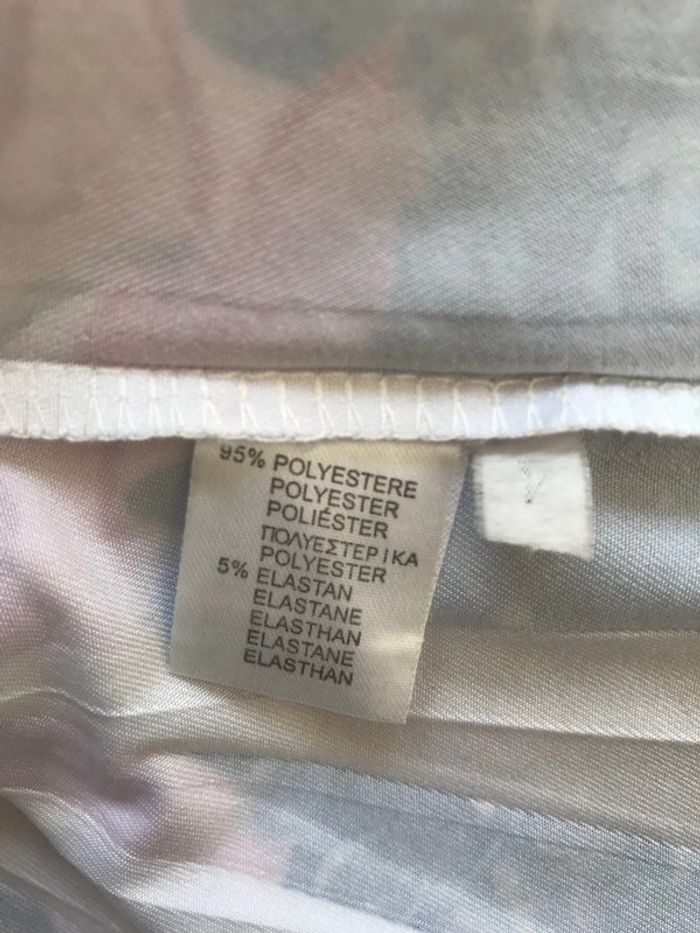 95% POLYESTERE
POLYESTER
POLIÉSTER
ΠΟΛΥΕΣΤΕΡΙΚΑ
POLYESTER
5% ELASTAN
ELASTANE
ELASTHAN
ELASTANE
ELASTHAN